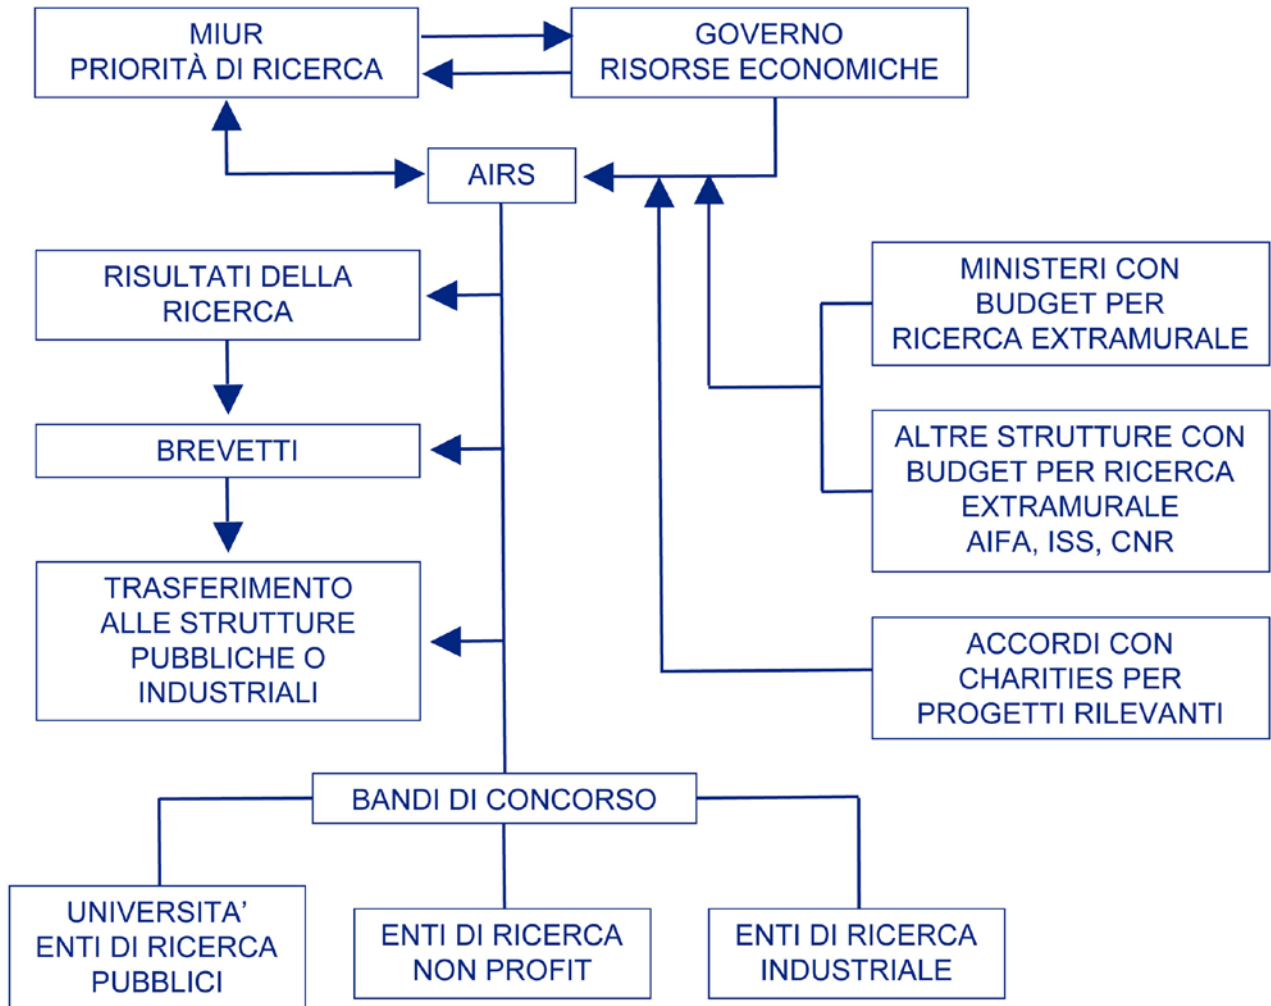 MIUR
PRIORITÀ DI RICERCA
GOVERNO
RISORSE ECONOMICHE
AIRS
RISULTATI DELLA
RICERCA
MINISTERI CON
BUDGET PER
RICERCA EXTRAMURALE
BREVETTI
ALTRE STRUTTURE CON
BUDGET PER RICERCA
EXTRAMURALE
AIFA, ISS, CNR
TRASFERIMENTO
ALLE STRUTTURE
PUBBLICHE O
INDUSTRIALI
ACCORDI CON
CHARITIES PER
PROGETTI RILEVANTI
BANDI DI CONCORSO
UNIVERSITA’
ENTI DI RICERCA
PUBBLICI
ENTI DI RICERCA
NON PROFIT
ENTI DI RICERCA
INDUSTRIALE